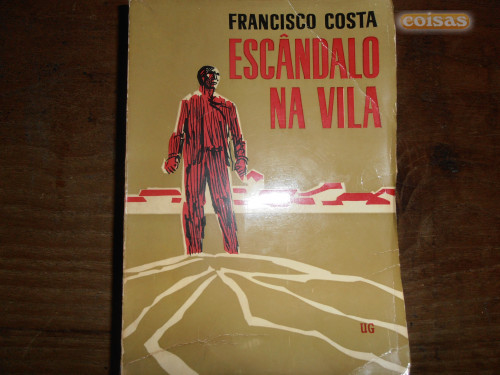 coisas
FRANCISCO COSTA
ESCÂNDALO
NA VILA
UG